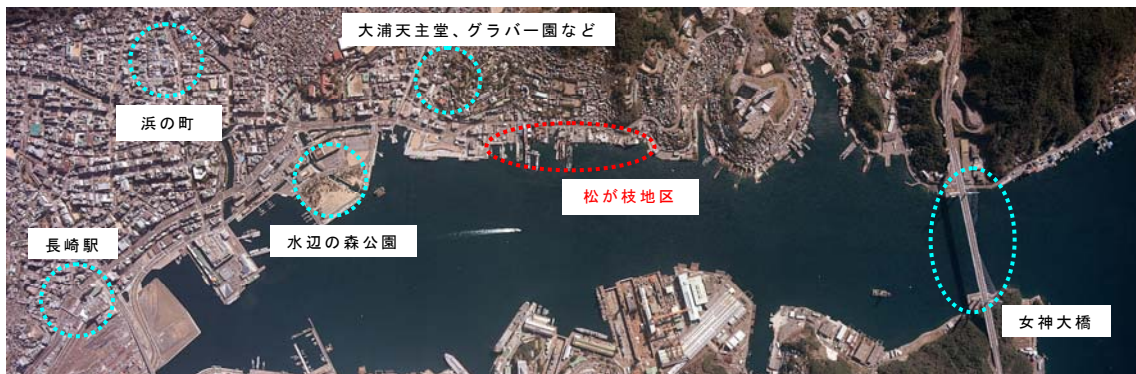 大浦天主堂、グラバー園など
浜の町
松が枝地区
水辺の森公園
長崎駅
女神大橋